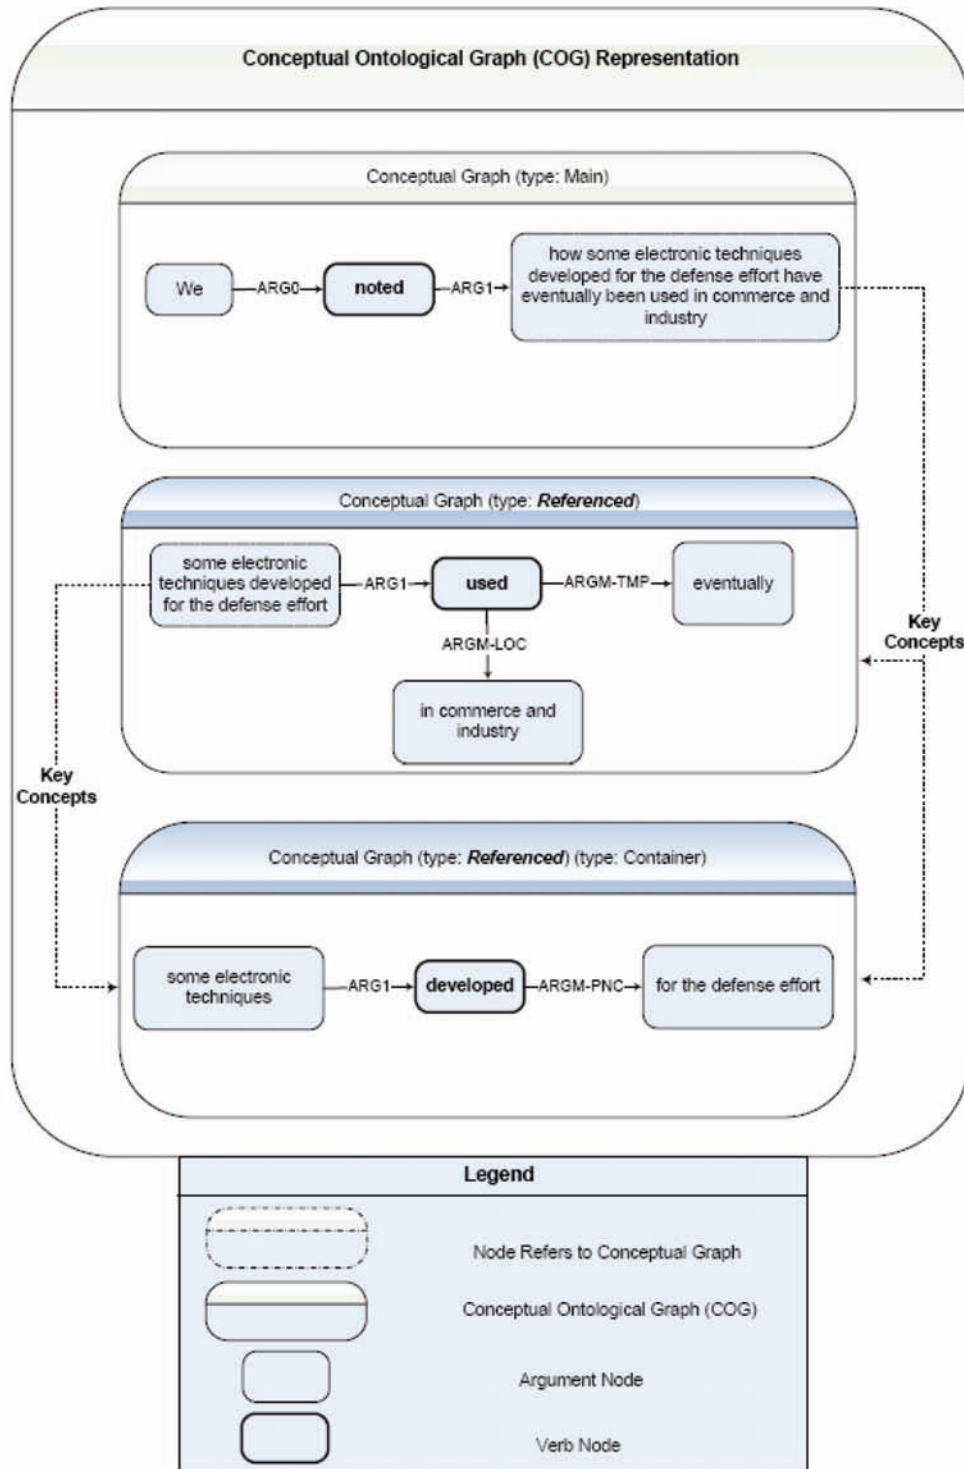 Conceptual Ontological Graph (COG) Representation
Conceptual Graph (type: Main)
We
ARG0
noted
ARG1
how some electronic techniques
developed for the defense effort have
eventually been used in commerce and
industry
Conceptual Graph (type: Referenced)
some electronic
techniques developed
for the defense effort
ARG1
used
ARGM-TMP
eventually
ARGM-LOC
in commerce and
industry
Key
Concepts
Key
Concepts
Conceptual Graph (type: Referenced) (type: Container)
some electronic
techniques
ARG1
developed
ARGM-PNC
for the defense effort
Legend
Node Refers to Conceptual Graph
Conceptual Ontological Graph (COG)
Argument Node
Verb Node